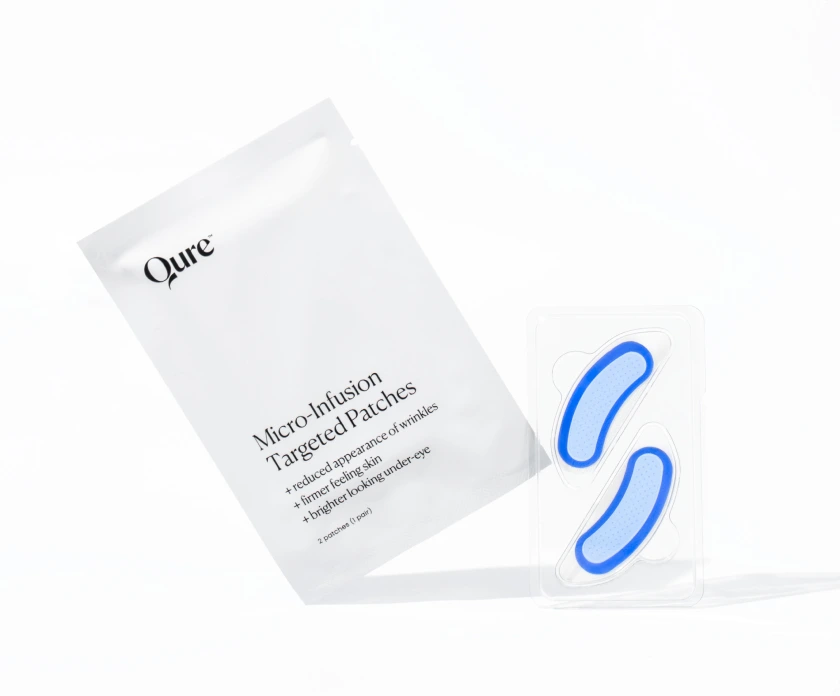 Qure™
Micro-Infusion
Targeted Patches
+ reduced appearance of wrinkles
+ firmer feeling skin
+ brighter looking under-eye
2 patches (1 pair)